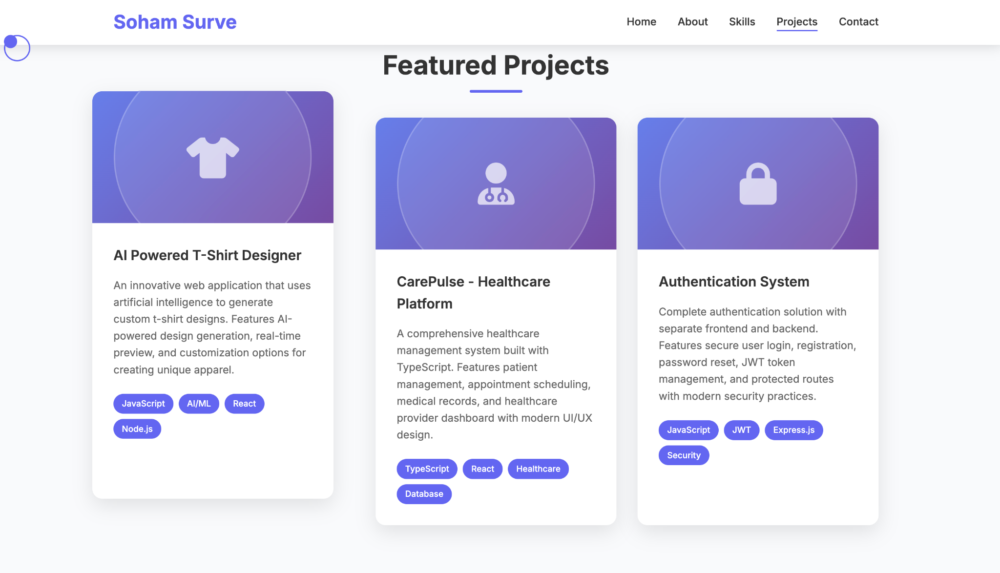 Soham Surve
Home
About
Skills
Projects
Contact
Featured Projects
AI Powered T-Shirt Designer
An innovative web application that uses
artificial intelligence to generate
custom t-shirt designs. Features AI-
powered design generation, real-time
preview, and customization options for
creating unique apparel.
JavaScript
AI/ML
React
Node.js
CarePulse - Healthcare
Platform
A comprehensive healthcare
management system built with
TypeScript. Features patient
management, appointment scheduling,
medical records, and healthcare
provider dashboard with modern UI/UX
design.
TypeScript
React
Healthcare
Database
Authentication System
Complete authentication solution with
separate frontend and backend.
Features secure user login, registration,
password reset, JWT token
management, and protected routes
with modern security practices.
JavaScript
JWT
Express.js
Security